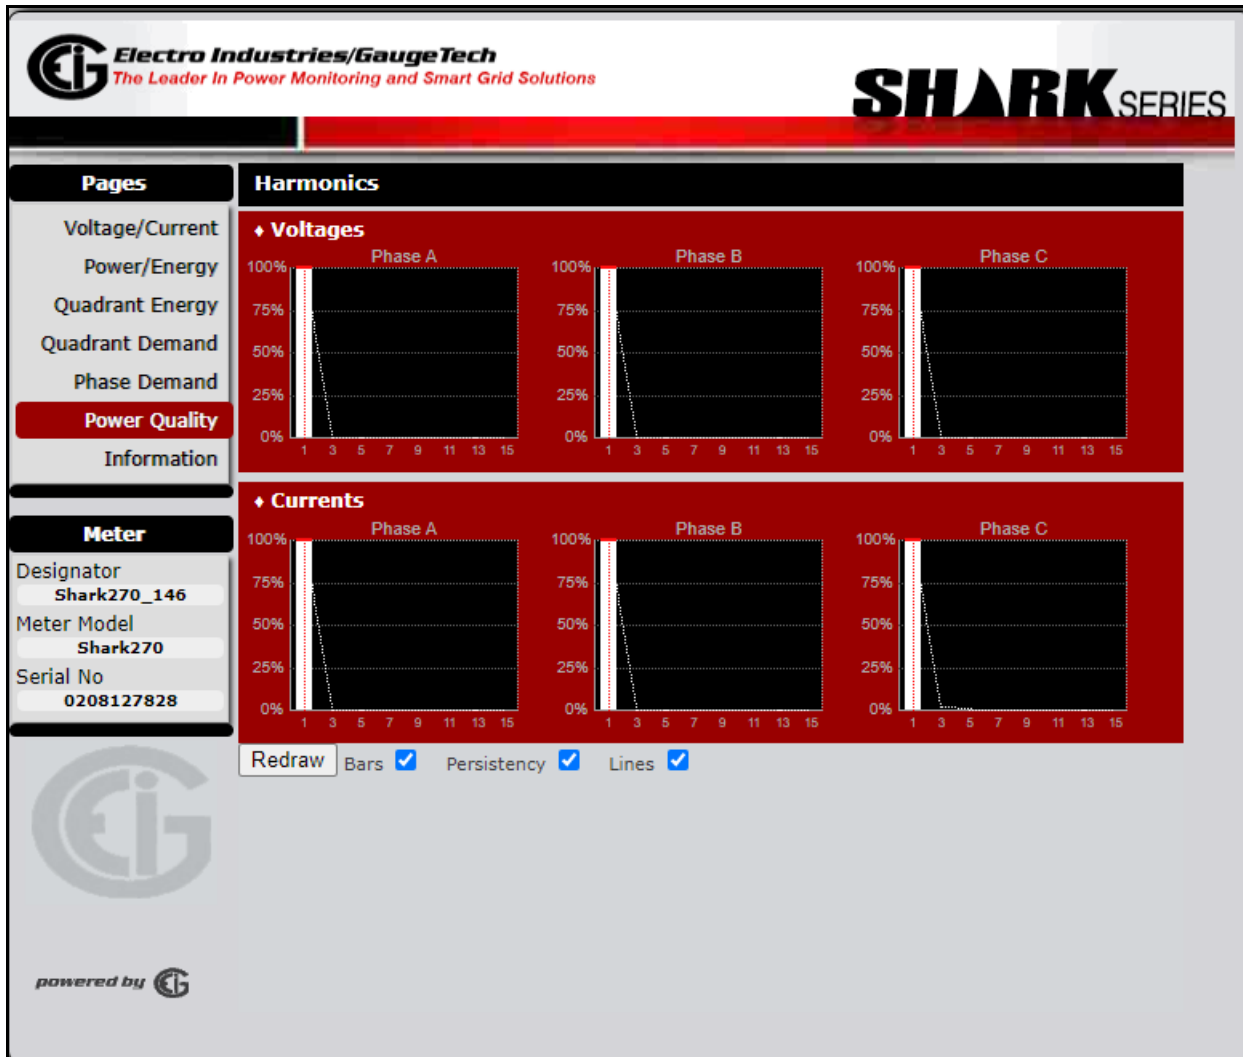 Electro Industries/GaugeTech
The Leader In Power Monitoring and Smart Grid Solutions
SHARK SERIES
Pages
Voltage/Current
Power/Energy
Quadrant Energy
Quadrant Demand
Phase Demand
Power Quality
Information
Meter
Designator
Shark270_146
Meter Model
Shark270
Serial No
0208127828
powered by EIG
Harmonics
♦ Voltages
Phase A
100%
75%
50%
25%
0%
1 3 5 7 9 11 13 15
Phase B
100%
75%
50%
25%
0%
1 3 5 7 9 11 13 15
Phase C
100%
75%
50%
25%
0%
1 3 5 7 9 11 13 15
♦ Currents
Phase A
100%
75%
50%
25%
0%
1 3 5 7 9 11 13 15
Phase B
100%
75%
50%
25%
0%
1 3 5 7 9 11 13 15
Phase C
100%
75%
50%
25%
0%
1 3 5 7 9 11 13 15
Redraw Bars Persistency Lines